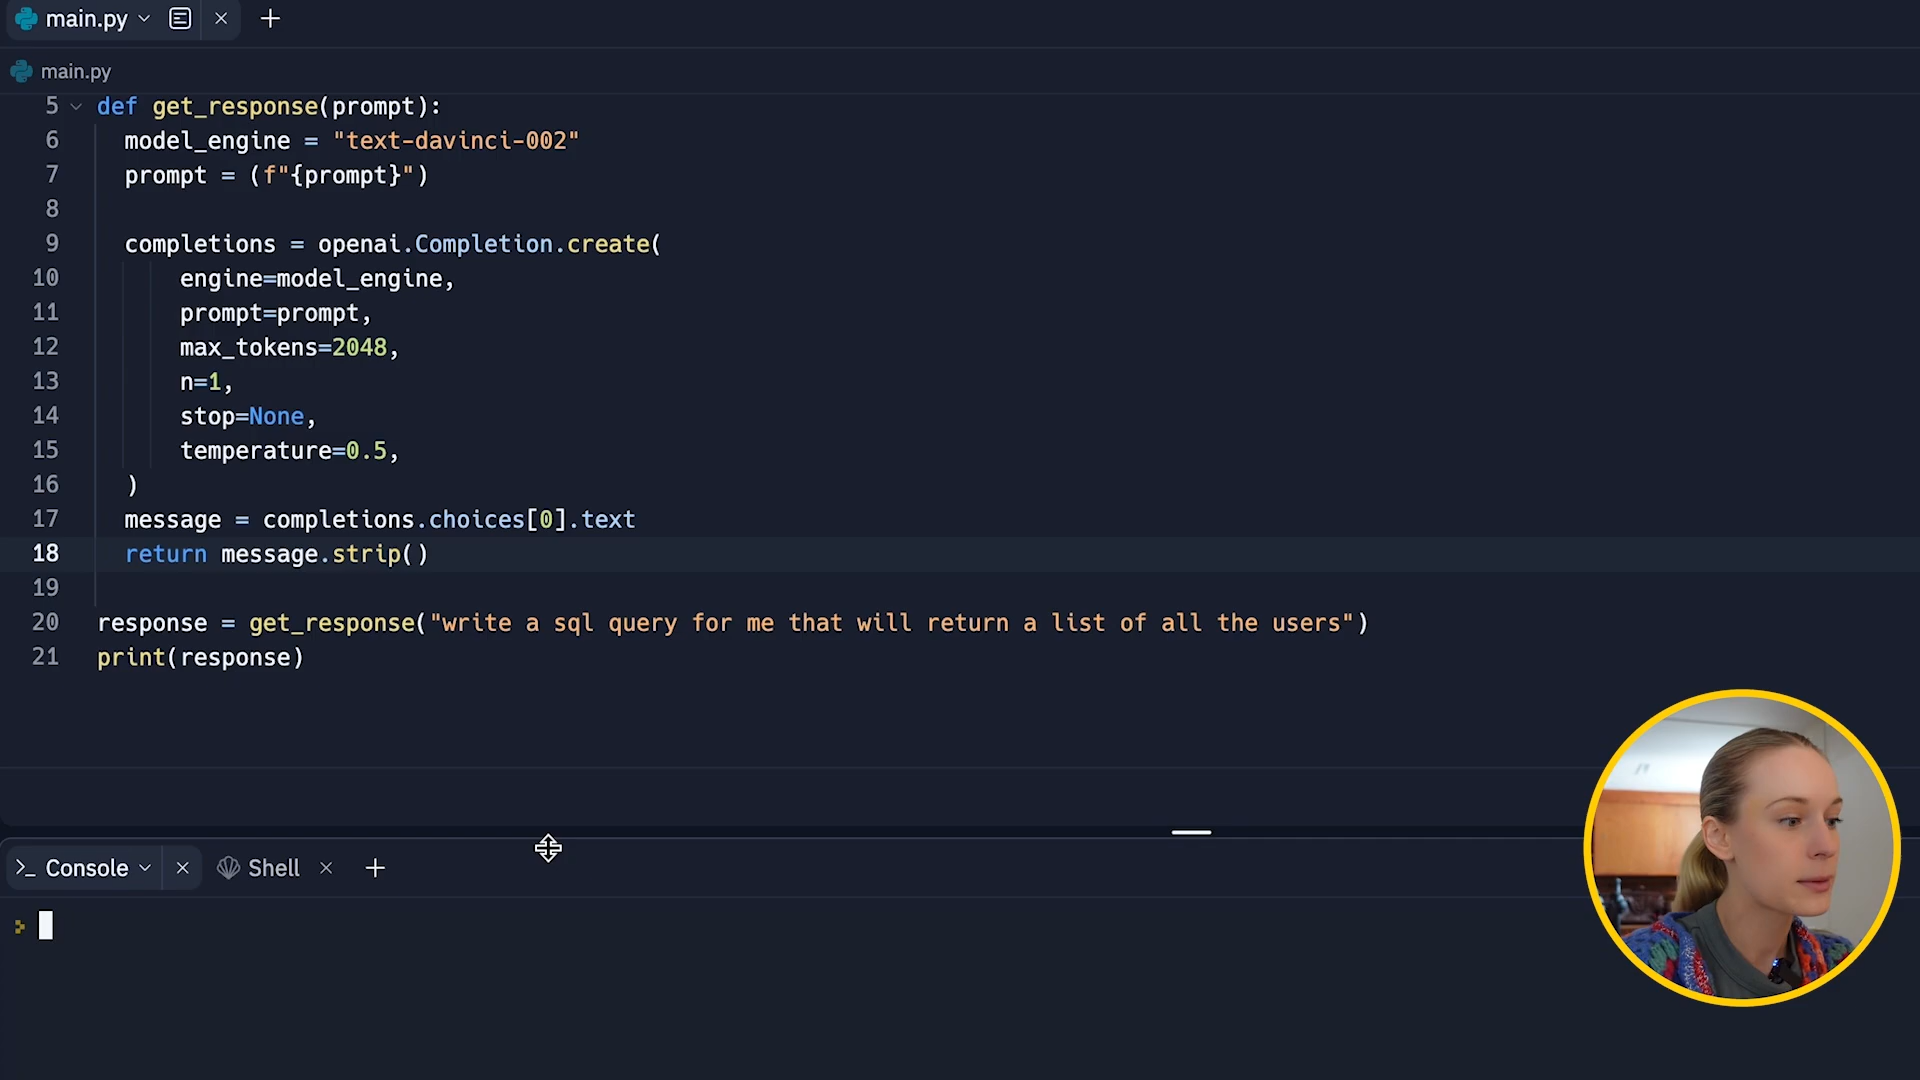 main.py
main.py
5 def get_response(prompt):
6 model_engine = "text-davinci-002"
7 prompt = (f"{prompt}")
8
9 completions = openai.Completion.create(
10 engine=model_engine,
11 prompt=prompt,
12 max_tokens=2048,
13 n=1,
14 stop=None,
15 temperature=0.5,
16 )
17 message = completions.choices[0].text
18 return message.strip()
19
20 response = get_response("write a sql query for me that will return a list of all the users")
21 print(response)
Console Shell